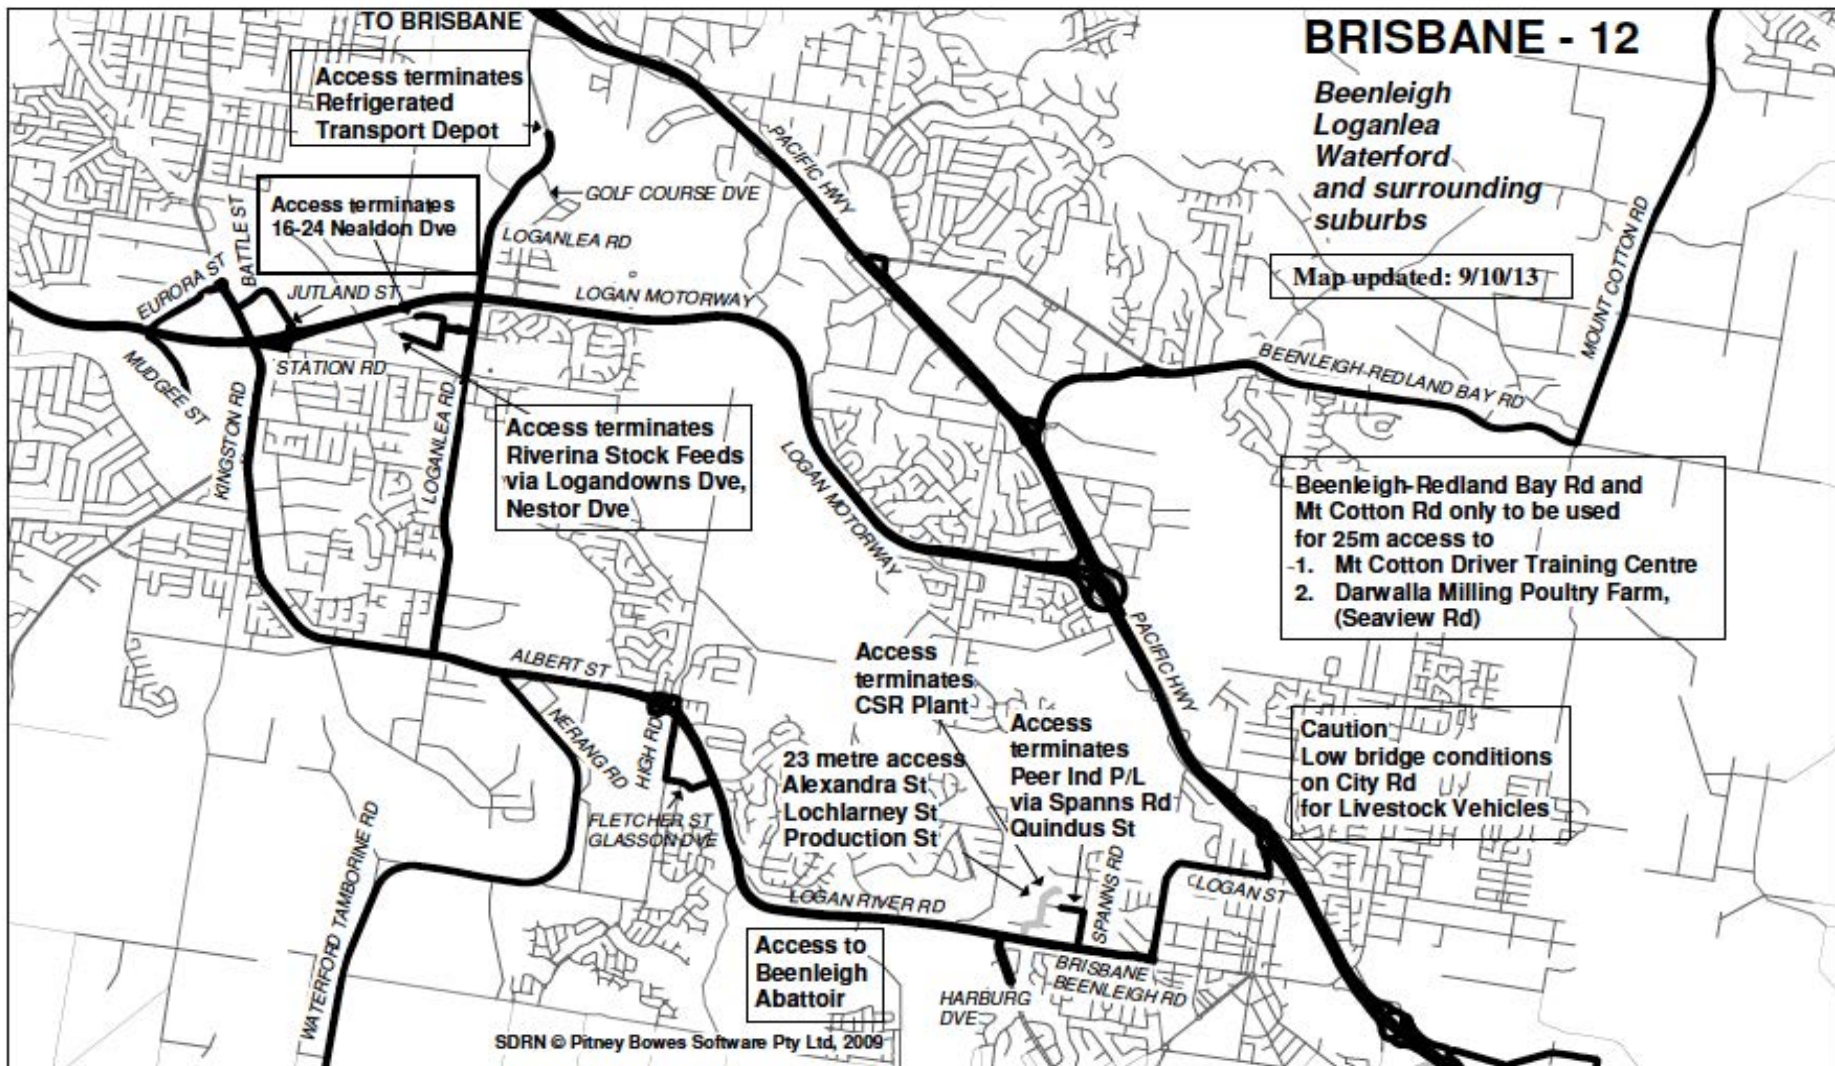 TO BRISBANE
BRISBANE - 12
Beenleigh
Loganlea
Waterford
and surrounding
suburbs
Map updated: 9/10/13
Access terminates
Refrigerated
Transport Depot
PACIFIC HWY
GOLF COURSE DVE
Access terminates
16-24 Nealdon Dve
BATTLE ST
LOGANLEA RD
EURORA ST
JUTLAND ST
LOGAN MOTORWAY
MOUNT COTTON RD
MUDGEE ST
STATION RD
BEENLEIGH-REDLAND BAY RD
KINGSTON RD
LOGANLEA RD
Access terminates
Riverina Stock Feeds
via Logandowns Dve,
Nestor Dve
LOGAN MOTORWAY
Beenleigh-Redland Bay Rd and
Mt Cotton Rd only to be used
for 25m access to
1. Mt Cotton Driver Training Centre
2. Darwalla Milling Poultry Farm,
(Seaview Rd)
PACIFIC HWY
ALBERT ST
Access
terminates
CSR Plant
NERANG RD
HIGH RD
Access
terminates
Peer Ind P/L
via Spanns Rd
Quindus St
23 metre access
Alexandra St
Lochlarney St
Production St
Caution
Low bridge conditions
on City Rd
for Livestock Vehicles
FLETCHER ST
GLASSON DVE
WATERFORD TAMBORINE RD
LOGAN RIVER RD
SPANNS RD
LOGAN ST
Access to
Beenleigh
Abattoir
BRISBANE
BEENLEIGH RD
HARBURG
DVE
SDRN © Pitney Bowes Software Pty Ltd, 2009